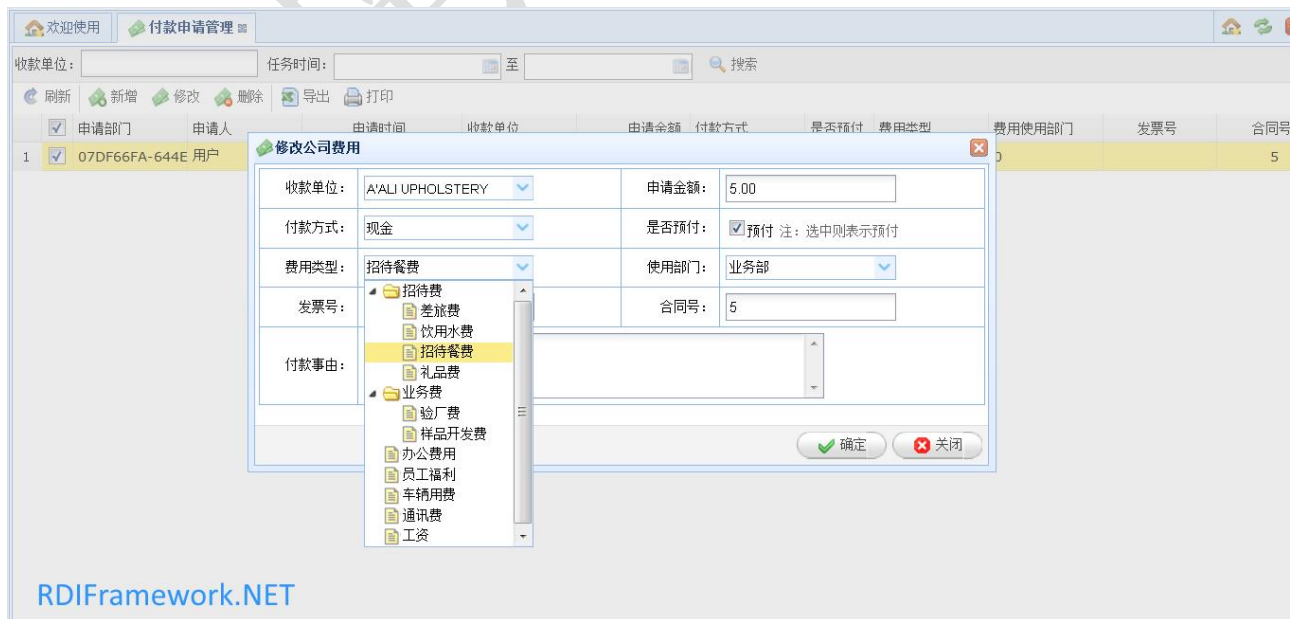 欢迎使用 付款申请管理
收款单位: 任务时间: 至 搜索
刷新 新增 修改 删除 导出 打印
申请部门 申请人 申请时间 收款单位 申请金额 付款方式 是否预付 费用类型 费用使用部门 发票号 合同号
1 07DF66FA-644E 用户 5
修改公司费用
收款单位: A'ALI UPHOLSTERY 申请金额: 5.00
付款方式: 现金 是否预付: 预付 注: 选中则表示预付
费用类型: 招待餐费 使用部门: 业务部
发票号: 合同号: 5
付款事由:
招待费
差旅费
饮用水费
招待餐费
礼品费
业务费
验厂费
样品开发费
办公费用
员工福利
车辆用费
通讯费
工资
确定 关闭
RDIFramework.NET